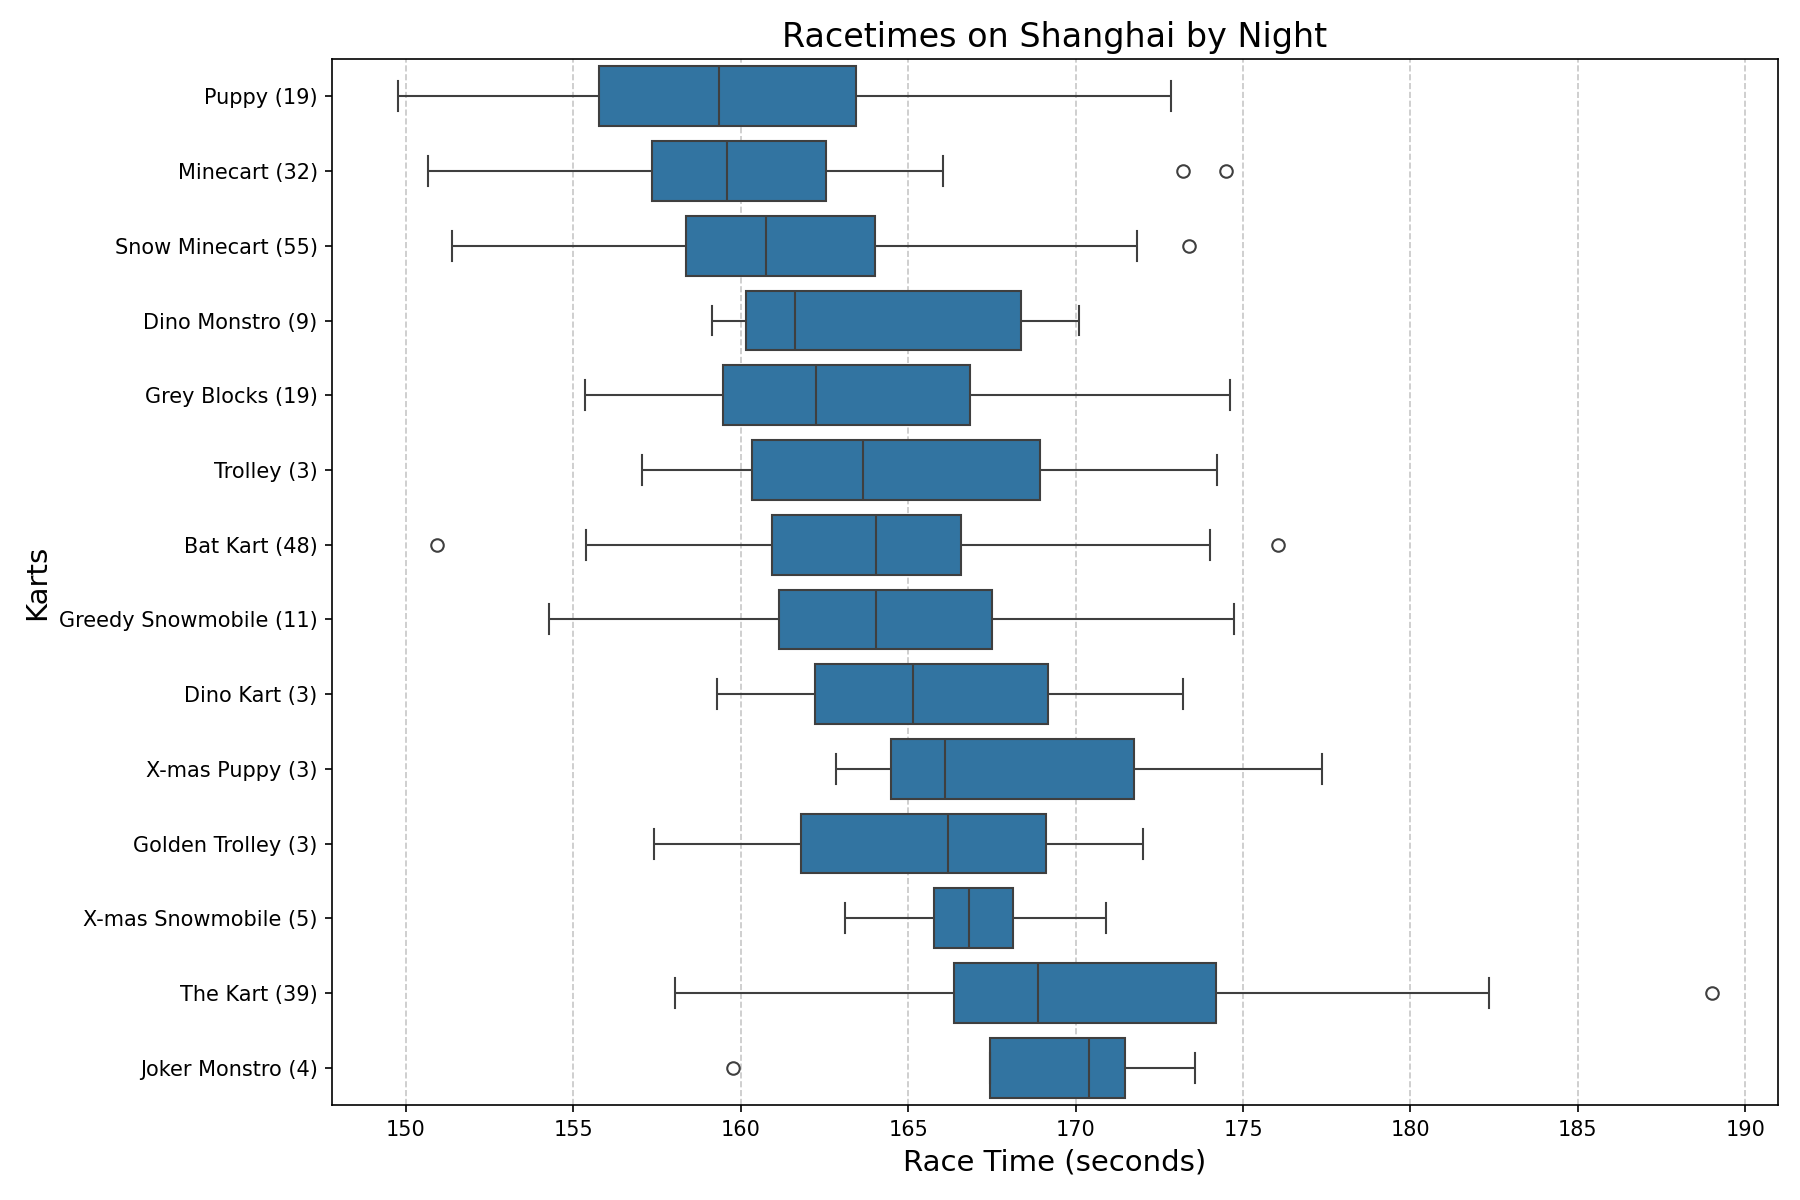 Racetimes on Shanghai by Night
Karts
Puppy (19)
Minecart (32)
Snow Minecart (55)
Dino Monstro (9)
Grey Blocks (19)
Trolley (3)
Bat Kart (48)
Greedy Snowmobile (11)
Dino Kart (3)
X-mas Puppy (3)
Golden Trolley (3)
X-mas Snowmobile (5)
The Kart (39)
Joker Monstro (4)
150 155 160 165 170 175 180 185 190
Race Time (seconds)